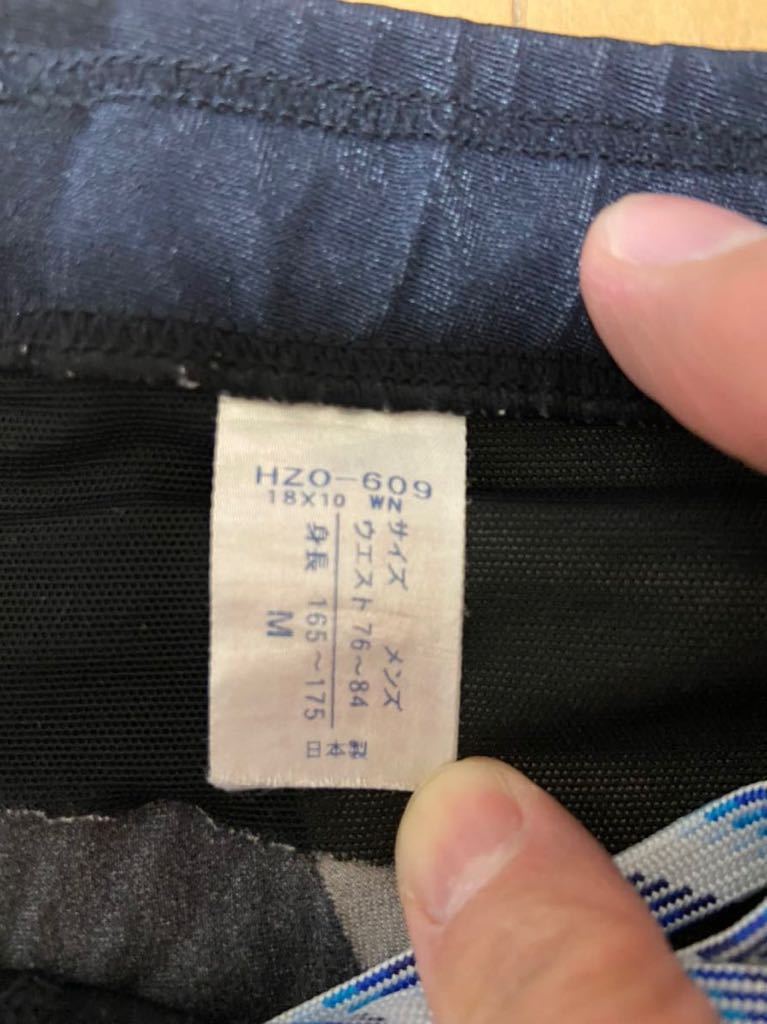 HZO-609
18X10 WN
サイズ メンズ
ウエスト 76～84
身長 165～175
M
日本製